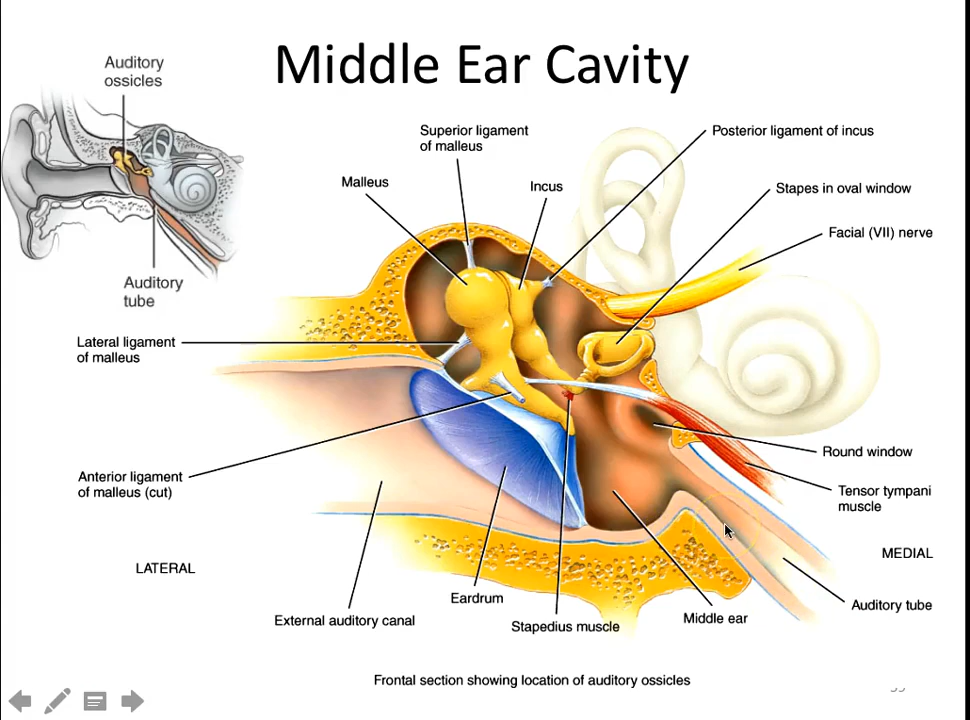 Middle Ear Cavity
Auditory
ossicles
Auditory
tube
Superior ligament
of malleus
Posterior ligament of incus
Malleus
Incus
Stapes in oval window
Facial (VII) nerve
Lateral ligament
of malleus
Anterior ligament
of malleus (cut)
Round window
Tensor tympani
muscle
LATERAL
MEDIAL
Eardrum
Auditory tube
External auditory canal
Stapedius muscle
Middle ear
Frontal section showing location of auditory ossicles